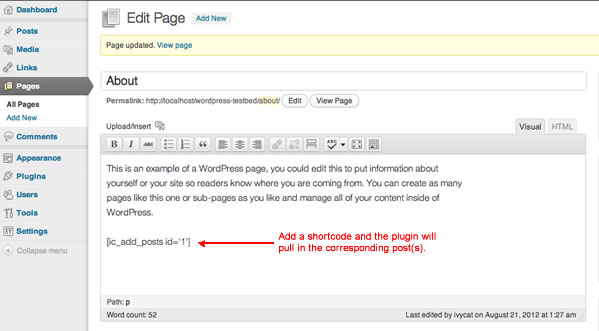 Dashboard
Posts
Media
Links
Pages
All Pages
Add New
Comments
Appearance
Plugins
Users
Tools
Settings
Collapse menu
Edit Page Add New
Page updated. View page
About
Permalink: http://localhost/wordpress-testbed/about/ Edit View Page
Upload/Insert Visual HTML
B I ABC ABC
This is an example of a WordPress page, you could edit this to put information about
yourself or your site so readers know where you are coming from. You can create as many
pages like this one or sub-pages as you like and manage all of your content inside of
WordPress.
[ic_add_posts id='1']
Add a shortcode and the plugin will
pull in the corresponding post(s).
Path: p
Word count: 52 Last edited by ivycat on August 21, 2012 at 1:27 am